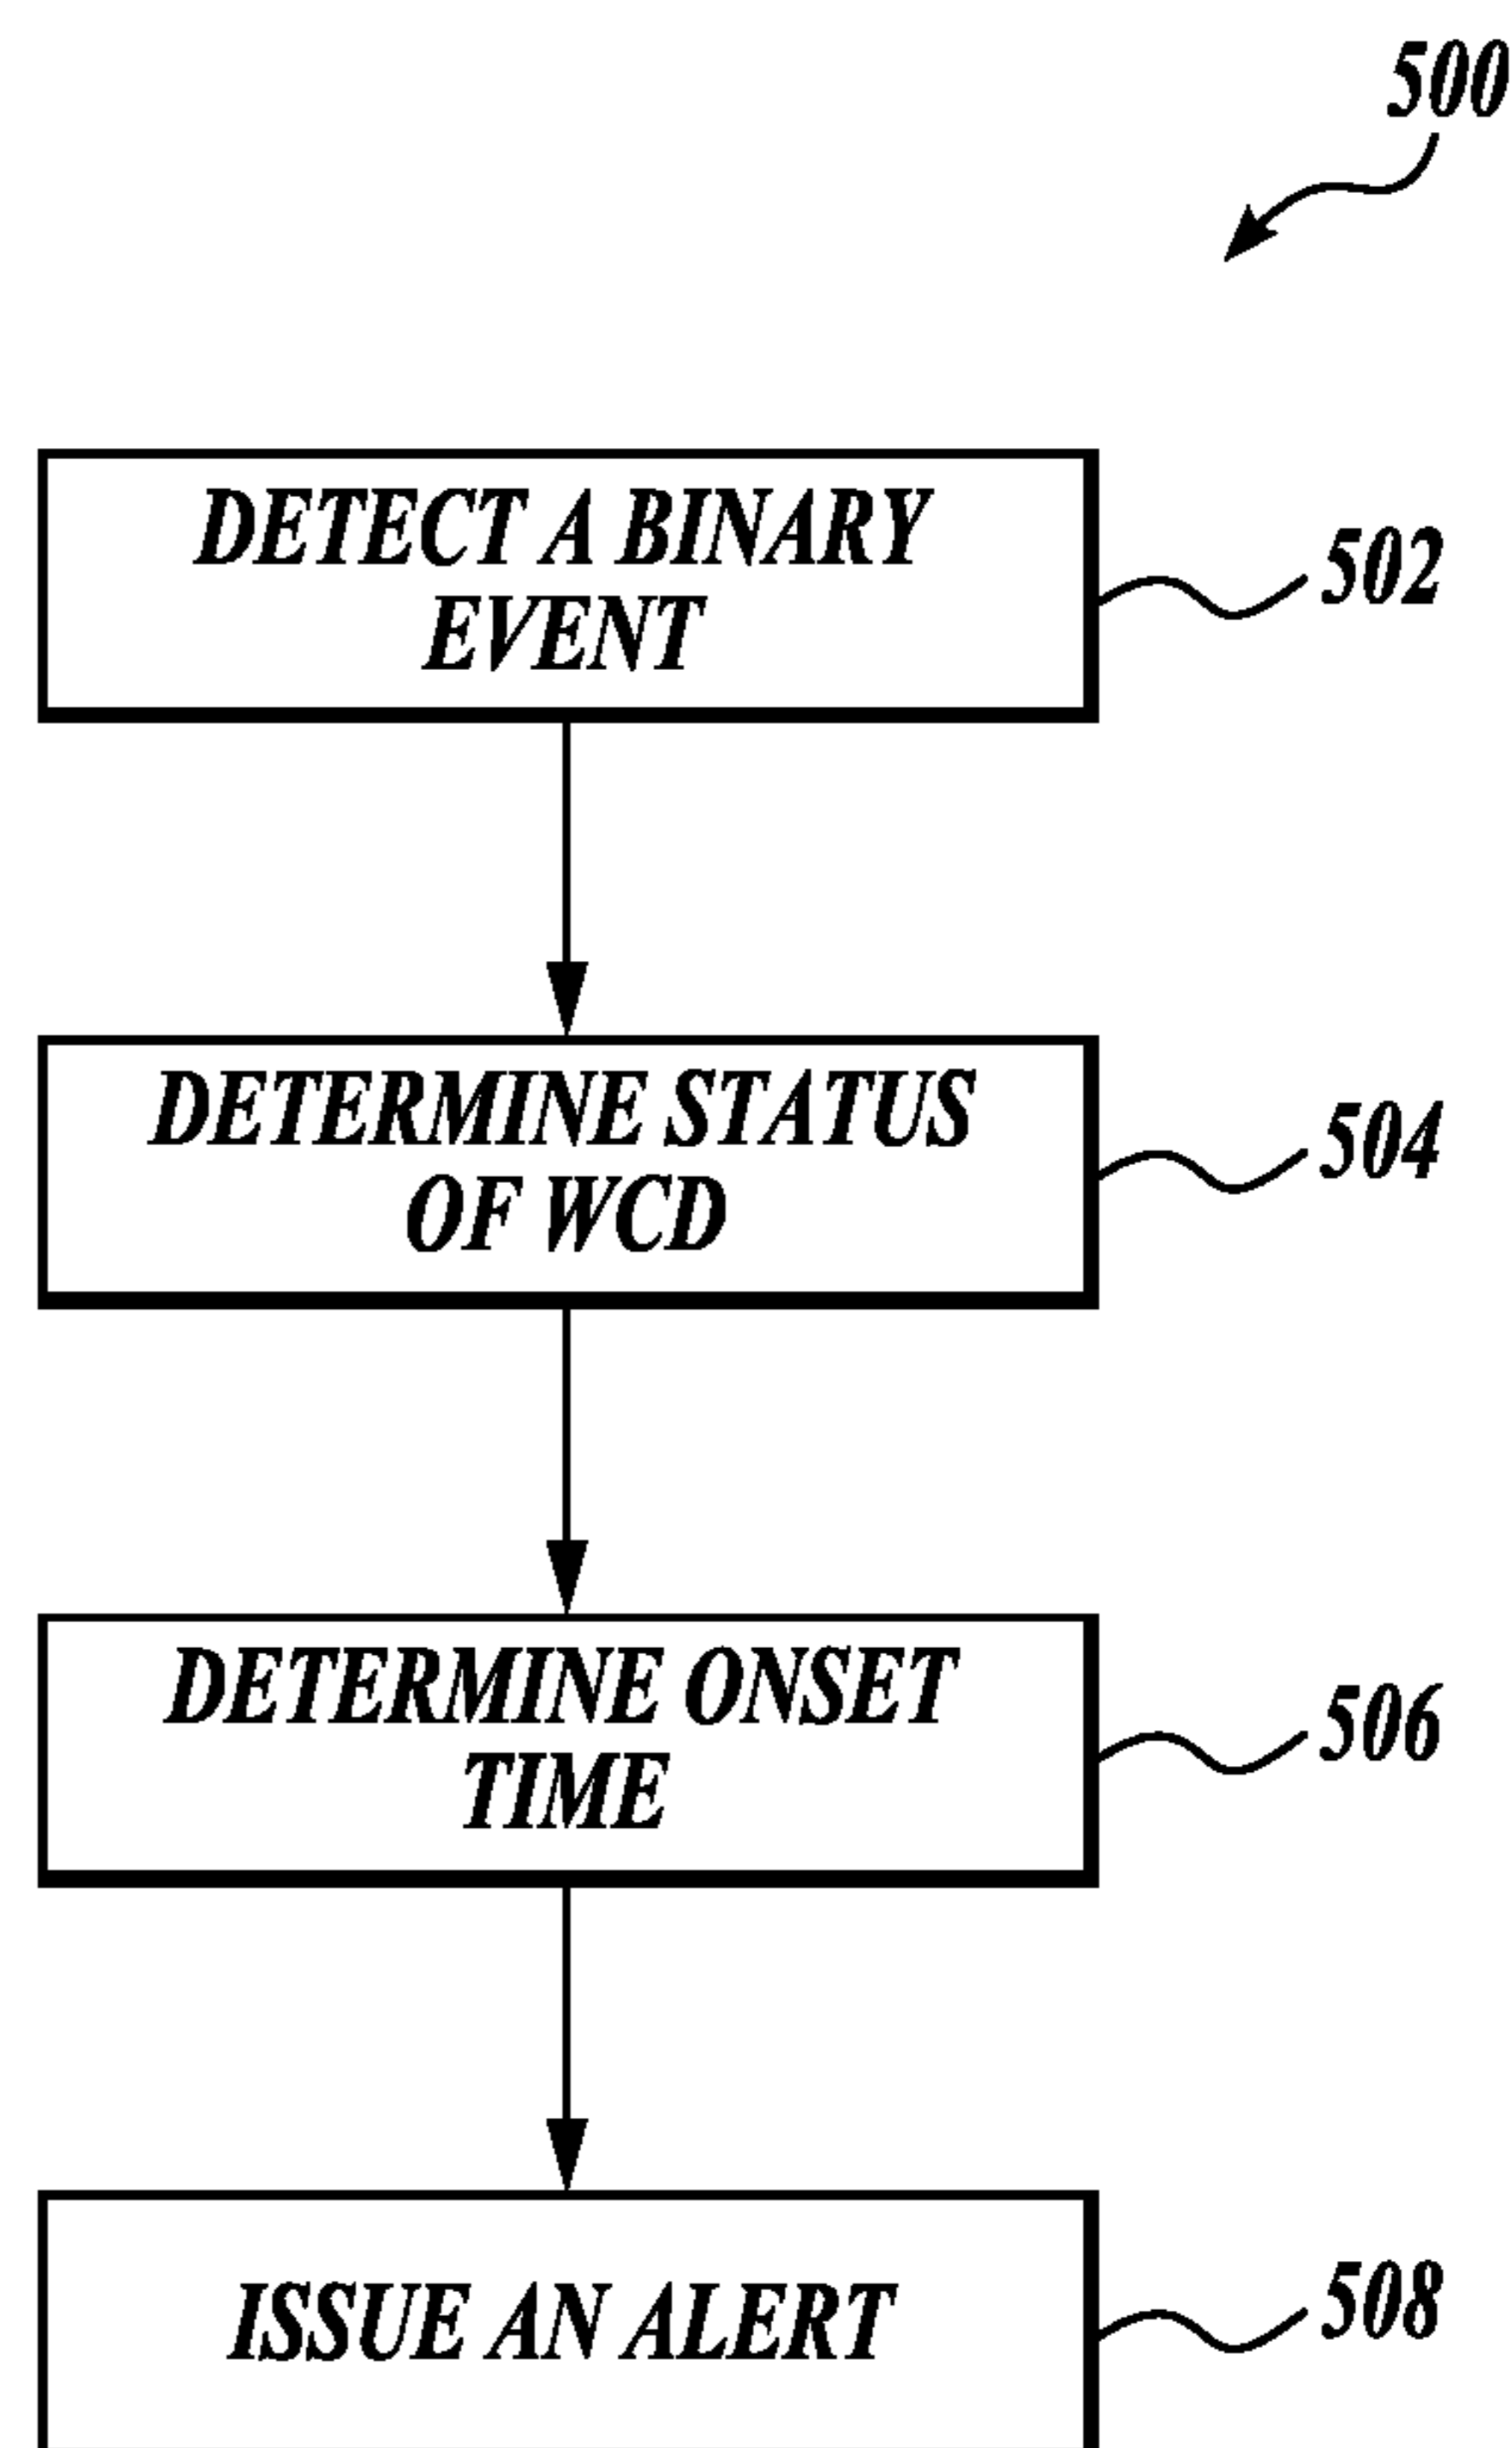 500
DETECT A BINARY
EVENT
502
DETERMINE STATUS
OF WCD
504
DETERMINE ONSET
TIME
506
ISSUE AN ALERT
508